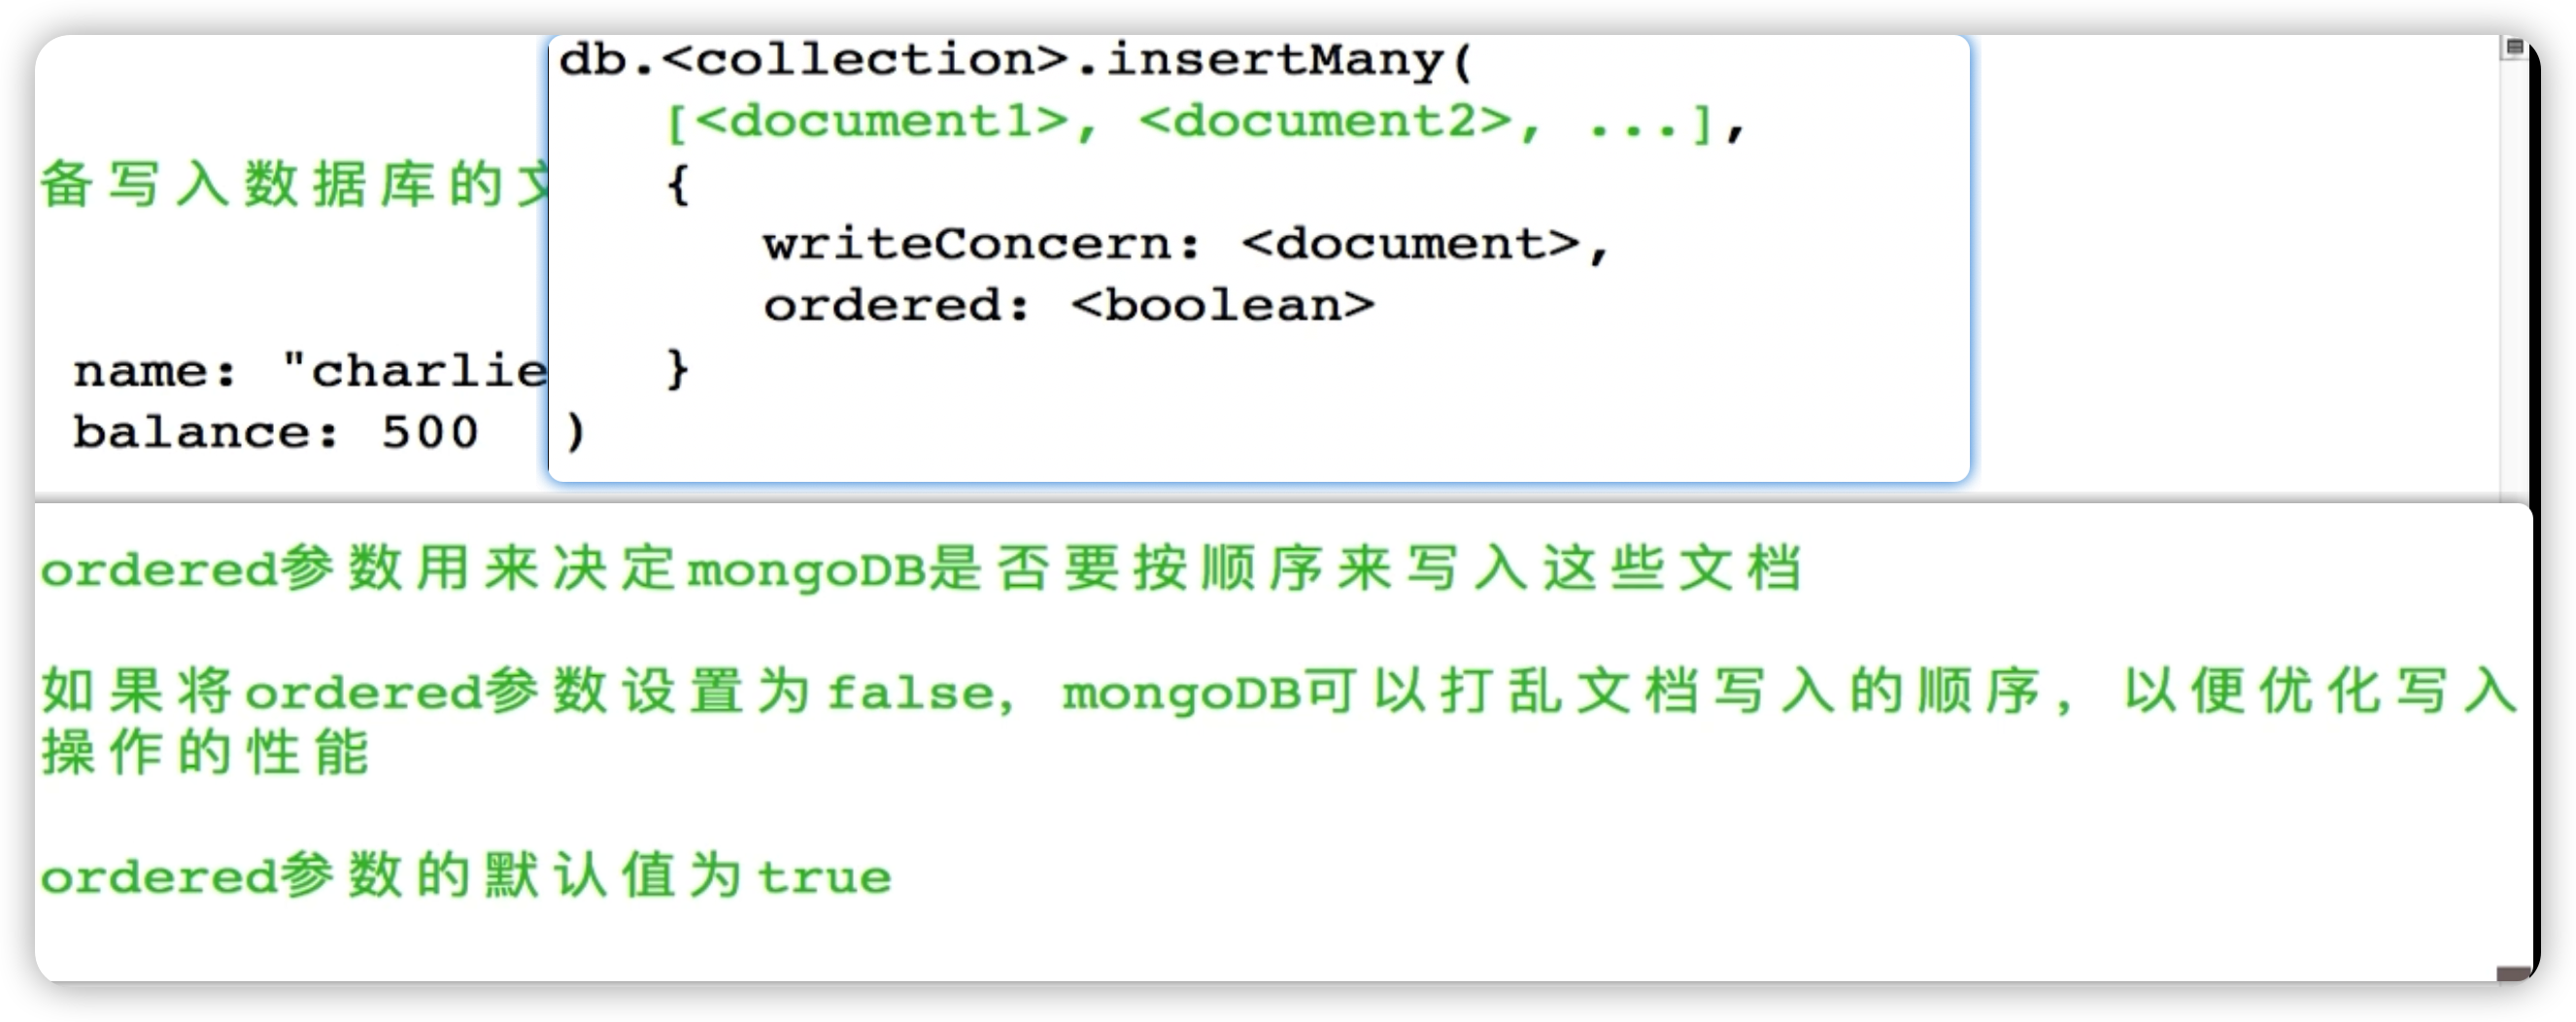 db.<collection>.insertMany(
[<document1>, <document2>, ...],
{
writeConcern: <document>,
ordered: <boolean>
}
)
备写入数据库的
name: "charlie
balance: 500
ordered参数用来决定mongoDB是否要按顺序来写入这些文档
如果将ordered参数设置为false, mongoDB可以打乱文档写入的顺序, 以便优化写入
操作的性能
ordered参数的默认值为true